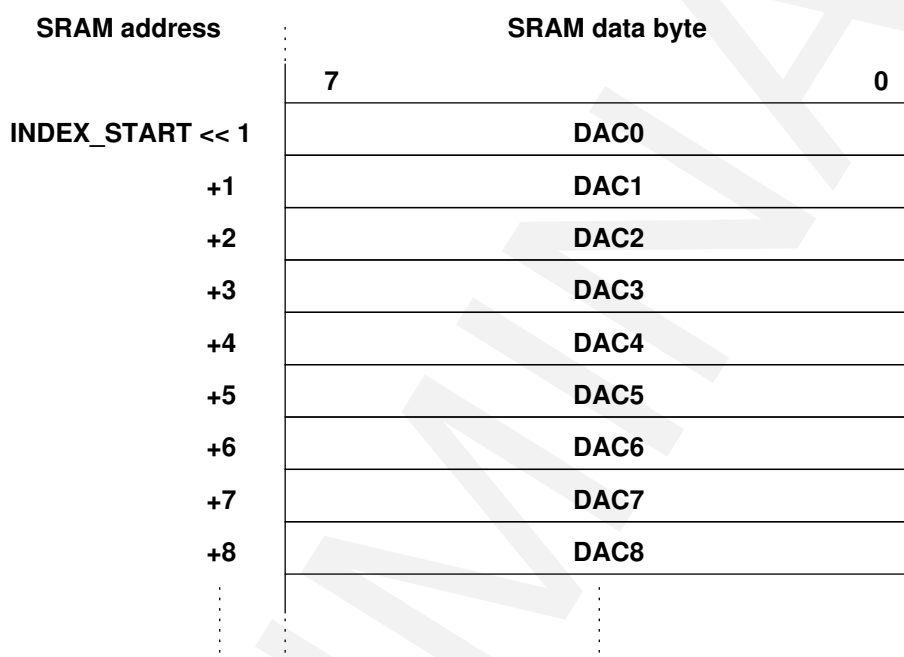 SRAM address SRAM data byte
7 0
INDEX_START << 1 DAC0
+1 DAC1
+2 DAC2
+3 DAC3
+4 DAC4
+5 DAC5
+6 DAC6
+7 DAC7
+8 DAC8